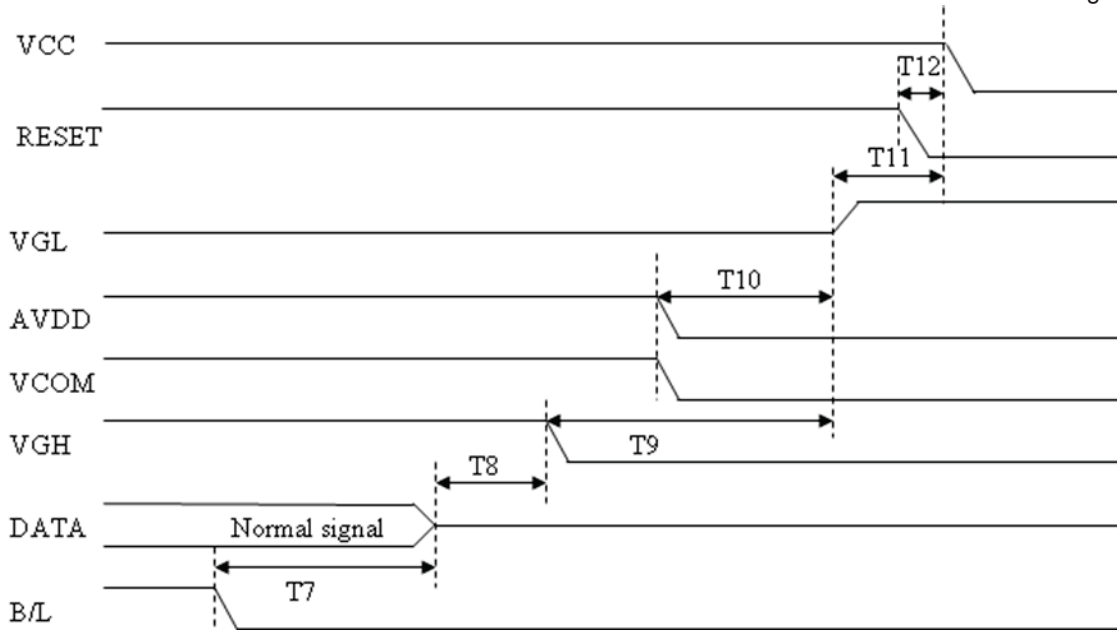 VCC
T12
RESET
T11
VGL
T10
AVDD
VCOM
VGH
T9
T8
DATA
Normal signal
T7
B/L